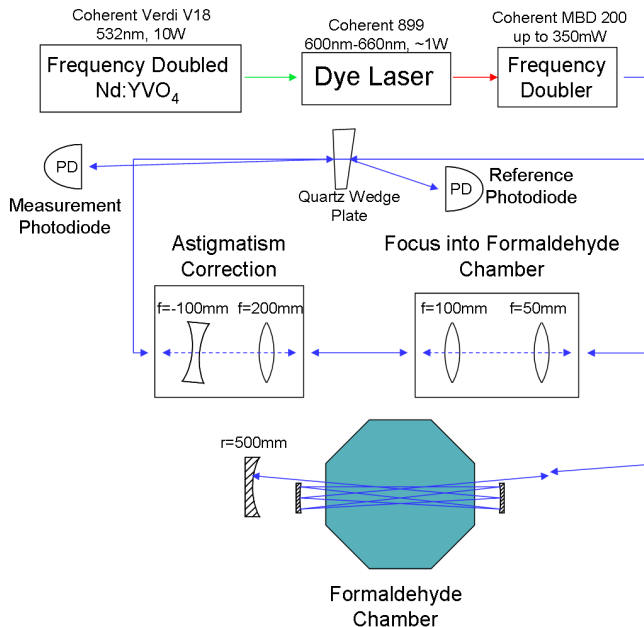 Coherent Verdi V18
532nm, 10W
Frequency Doubled
Nd:YVO4
Coherent 899
600nm-660nm, ~1W
Dye Laser
Coherent MBD 200
up to 350mW
Frequency
Doubler
PD
Measurement
Photodiode
Quartz Wedge
Plate
PD
Reference
Photodiode
Astigmatism
Correction
f=-100mm
f=200mm
Focus into Formaldehyde
Chamber
f=100mm
f=50mm
r=500mm
Formaldehyde
Chamber